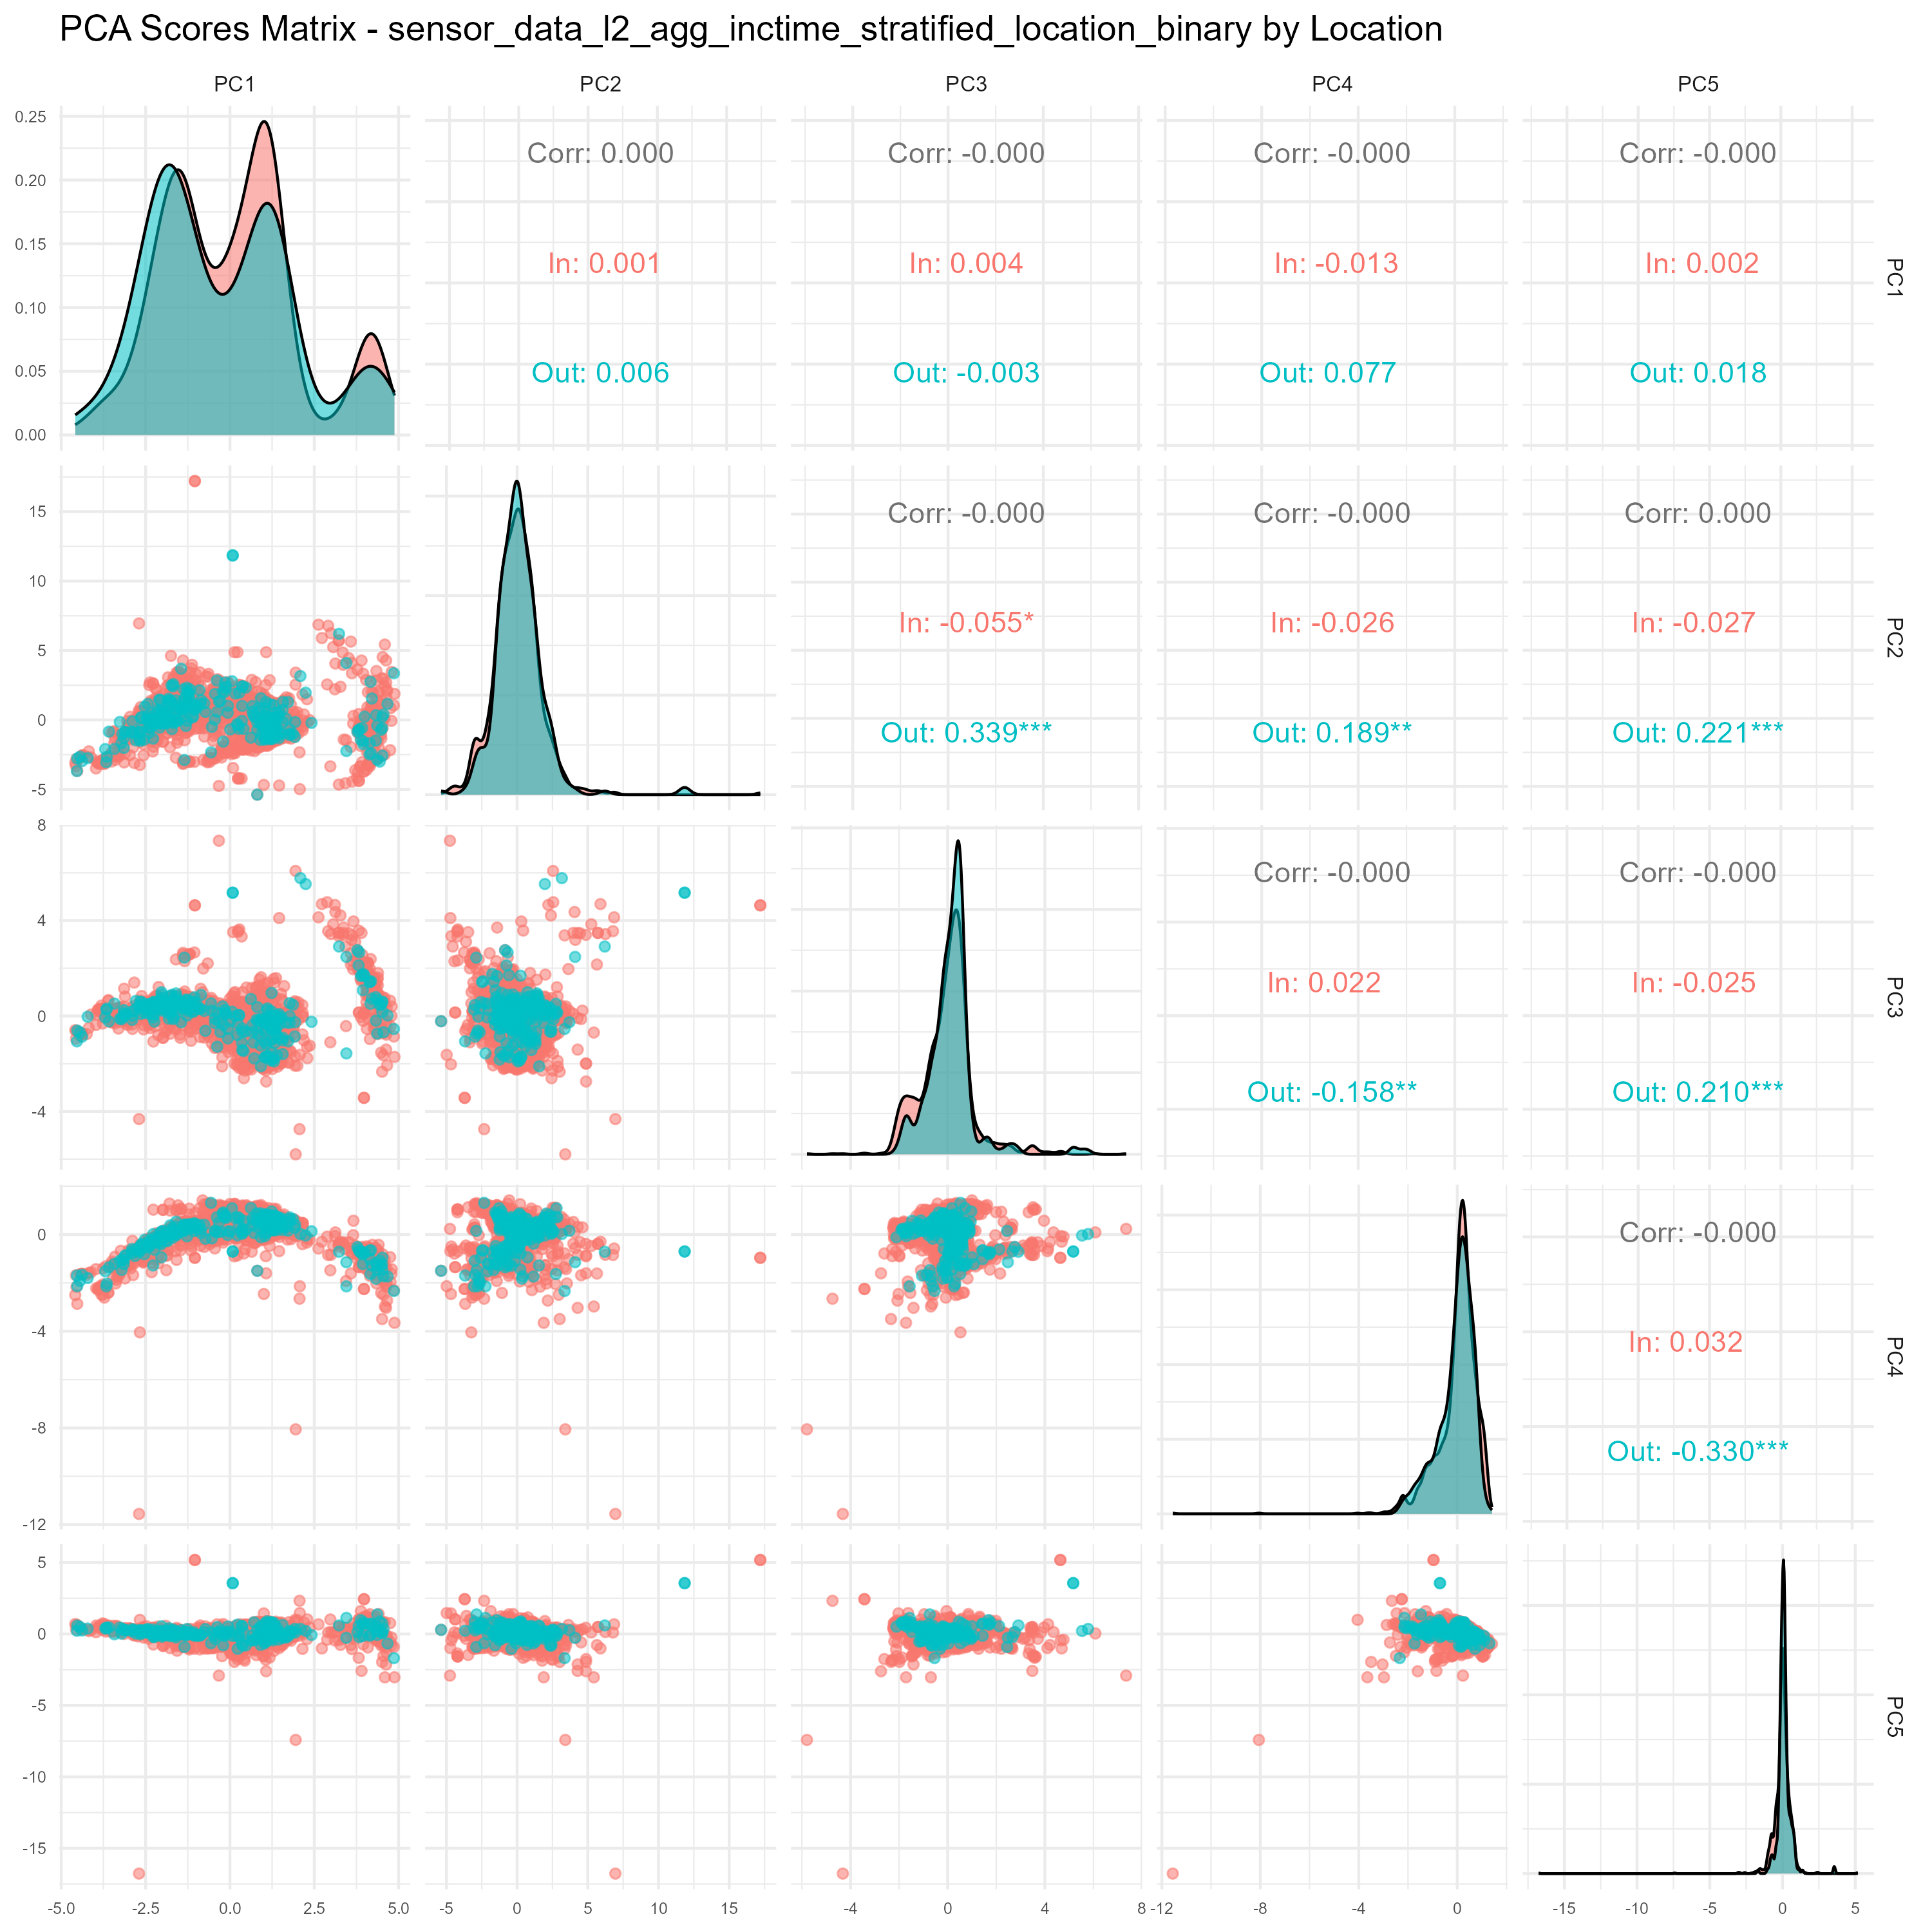 PCA Scores Matrix - sensor_data_l2_agg_inctime_stratified_location_binary by Location
PC1 PC2 PC3 PC4 PC5
0.25
0.20
0.15
0.10
0.05
0.00
Corr: 0.000
In: 0.001
Out: 0.006
Corr: -0.000
In: 0.004
Out: -0.003
Corr: -0.000
In: -0.013
Out: 0.077
Corr: -0.000
In: 0.002
Out: 0.018
PC1
15
10
5
0
-5
Corr: -0.000
In: -0.055*
Out: 0.339***
Corr: -0.000
In: -0.026
Out: 0.189**
Corr: 0.000
In: -0.027
Out: 0.221***
PC2
8
4
0
-4
Corr: -0.000
In: 0.022
Out: -0.158**
Corr: -0.000
In: -0.025
Out: 0.210***
PC3
0
-4
-8
-12
Corr: -0.000
In: 0.032
Out: -0.330***
PC4
5
0
-5
-10
-15
PC5
-5.0 -2.5 0.0 2.5 5.0
-5 0 5 10 15
-4 0 4 8
-12 -8 -4 0
-15 -10 -5 0 5